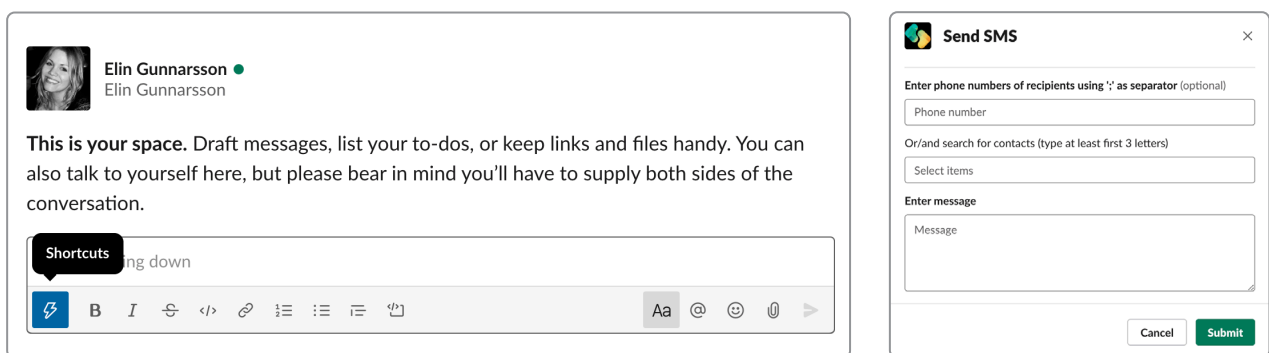 Elin Gunnarsson
Elin Gunnarsson
This is your space. Draft messages, list your to-dos, or keep links and files handy. You can
also talk to yourself here, but please bear in mind you’ll have to supply both sides of the
conversation.
Shortcuts
ing down
B I S </> Aa @
Send SMS
Enter phone numbers of recipients using ';' as separator (optional)
Phone number
Or/and search for contacts (type at least first 3 letters)
Select items
Enter message
Message
Cancel Submit